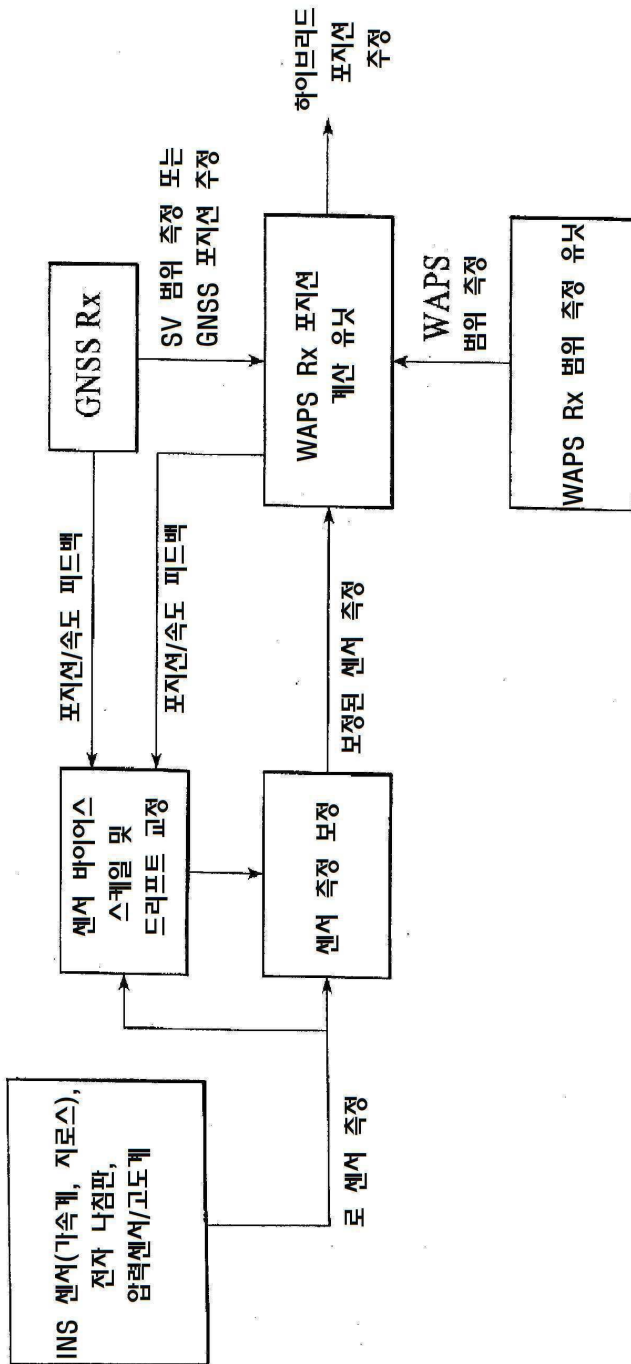 INS 센서(가속계, 지로스),
전자 나침판,
압력센서/고도계
로 센서 측정
센서 바이어스
스케일 및
드리프트 교정
센서 측정 보정
포지션/속도 피드백
포지션/속도 피드백
보정된 센서 측정
GNSS Rx
SV 범위 측정 또는
GNSS 포지션 추정
WAPS Rx 포지션
계산 유닛
WAPS
범위 측정
WAPS Rx 범위 측정 유닛
하이브리드
포지션
추정